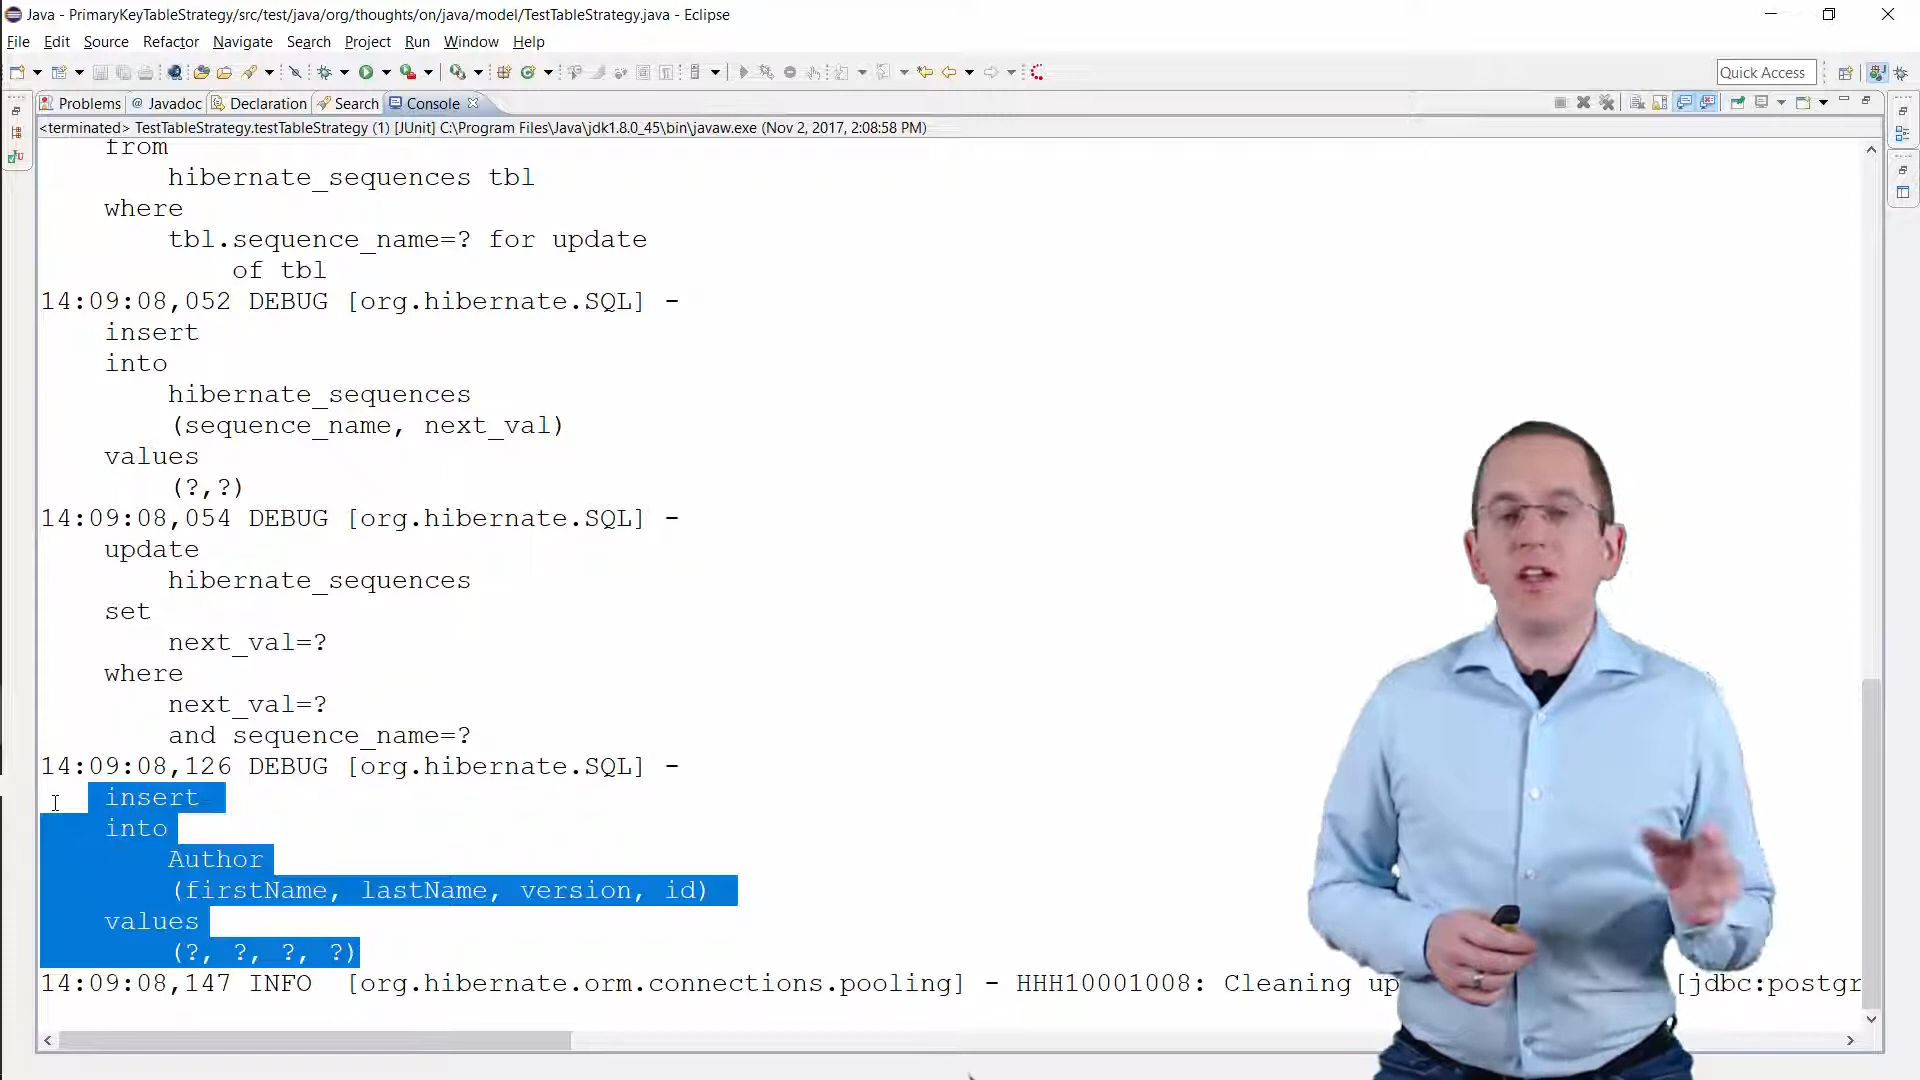 Java - PrimaryKeyTableStrategy/src/test/java/org/thoughts/on/java/model/TestTableStrategy.java - Eclipse
File Edit Source Refactor Navigate Search Project Run Window Help
Quick Access
Problems @ Javadoc Declaration Search Console
<terminated> TestTableStrategy.testTableStrategy (1) [JUnit] C:\Program Files\Java\jdk1.8.0_45\bin\javaw.exe (Nov 2, 2017, 2:08:58 PM)
from
hibernate_sequences tbl
where
tbl.sequence_name=? for update
of tbl
14:09:08,052 DEBUG [org.hibernate.SQL] -
insert
into
hibernate_sequences
(sequence_name, next_val)
values
(?,?)
14:09:08,054 DEBUG [org.hibernate.SQL] -
update
hibernate_sequences
set
next_val=?
where
next_val=?
and sequence_name=?
14:09:08,126 DEBUG [org.hibernate.SQL] -
insert
into
Author
(firstName, lastName, version, id)
values
(?, ?, ?, ?)
14:09:08,147 INFO [org.hibernate.orm.connections.pooling] - HHH10001008: Cleaning up [jdbc:postgr